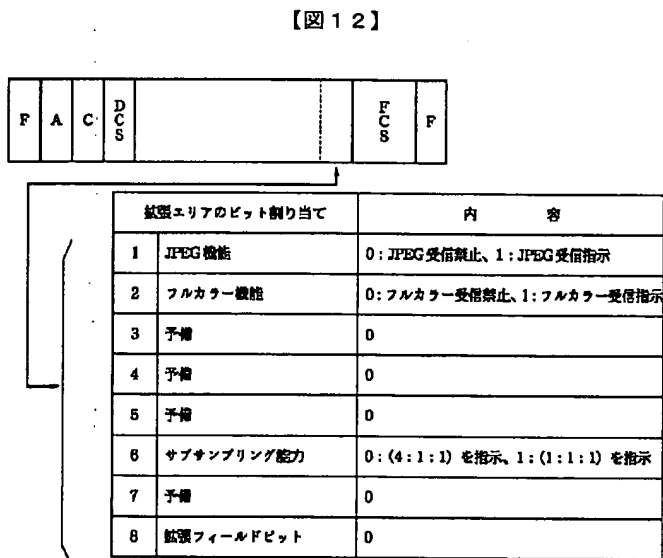 【図12】
F A C DCS FCS F
拡張エリアのビット割り当て 内 容
1 JPEG機能 0:JPEG受信禁止、1:JPEG受信指示
2 フルカラー機能 0:フルカラー受信禁止、1:フルカラー受信指示
3 予備 0
4 予備 0
5 予備 0
6 サブサンプリング能力 0:(4:1:1)を指示、1:(1:1:1)を指示
7 予備 0
8 拡張フィールドビット 0